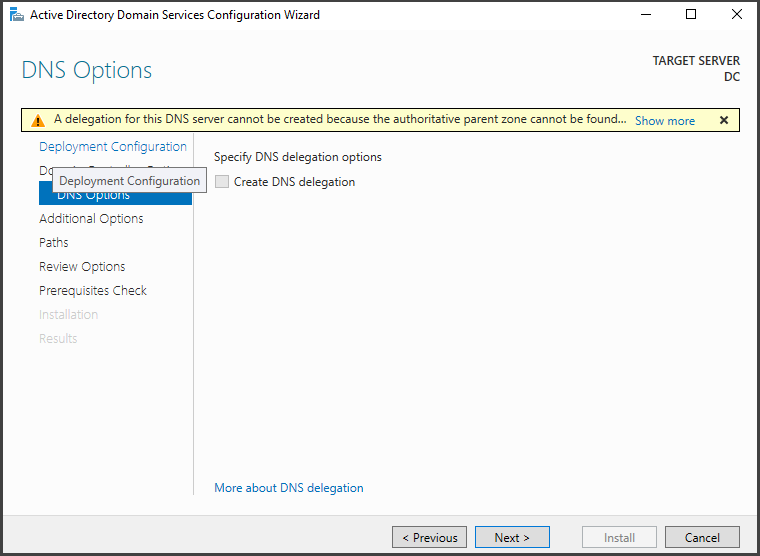 Active Directory Domain Services Configuration Wizard
DNS Options
TARGET SERVER
DC
A delegation for this DNS server cannot be created because the authoritative parent zone cannot be found... Show more
Deployment Configuration
Deployment Configuration
DNS Options
Additional Options
Paths
Review Options
Prerequisites Check
Installation
Results
Specify DNS delegation options
Create DNS delegation
More about DNS delegation
< Previous
Next >
Install
Cancel